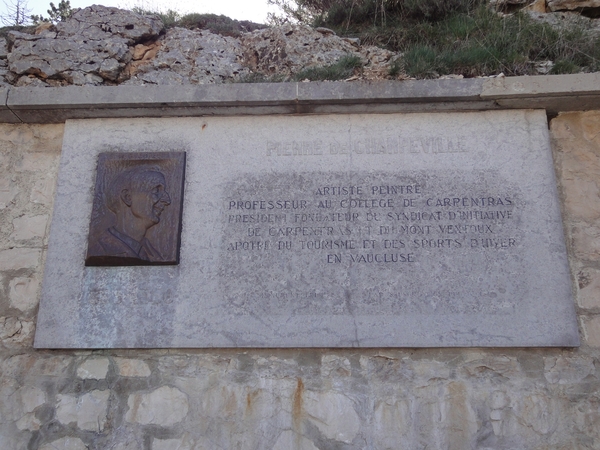 PIERRE DE CHAMPEVILLE
ARTISTE PEINTRE
PROFESSEUR AU COLLEGE DE CARPENTRAS
PRESIDENT FONDATEUR DU SYNDICAT D'INITIATIVE
DE CARPENTRAS ET DU MONT VENTOUX
APOTRE DU TOURISME ET DES SPORTS D'HIVER
EN VAUCLUSE